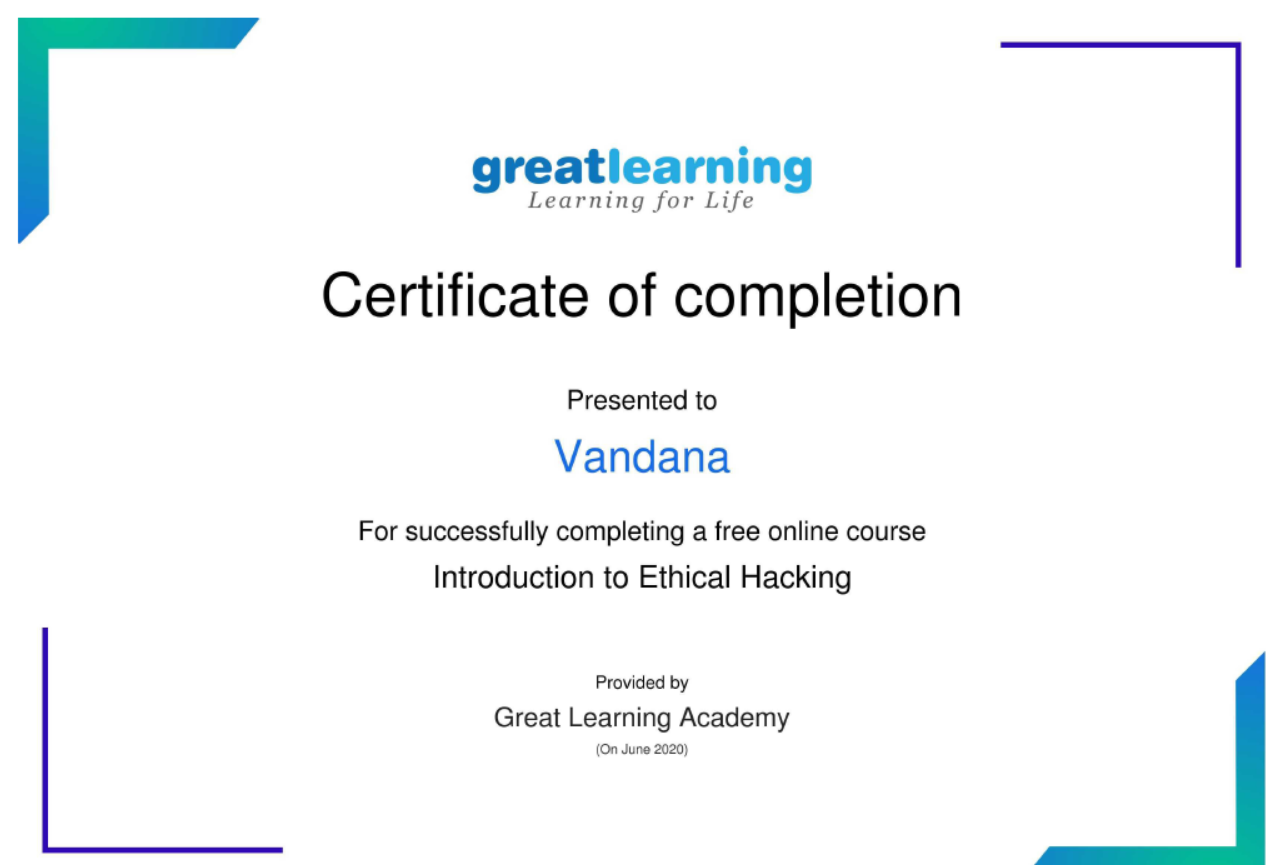 greatlearning
Learning for Life
Certificate of completion
Presented to
Vandana
For successfully completing a free online course
Introduction to Ethical Hacking
Provided by
Great Learning Academy
(On June 2020)